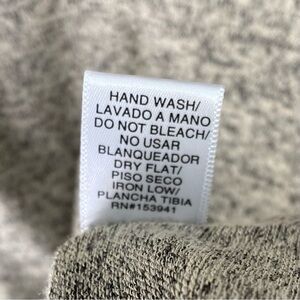 HAND WASH/
LAVADO A MANO
DO NOT BLEACH/
NO USAR
BLANQUEADOR
DRY FLAT/
PISO SECO
IRON LOW/
PLANCHA TIBIA
RN#153941